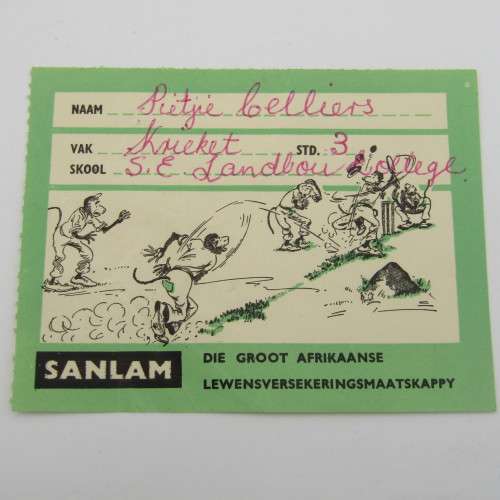 NAAM Pietjie Celliers
VAK Krieket STD. 3
SKOOL S.E. Landbou College
SANLAM
DIE GROOT AFRIKAANSE
LEWENSVERSEKERINGSMAATSKAPPY